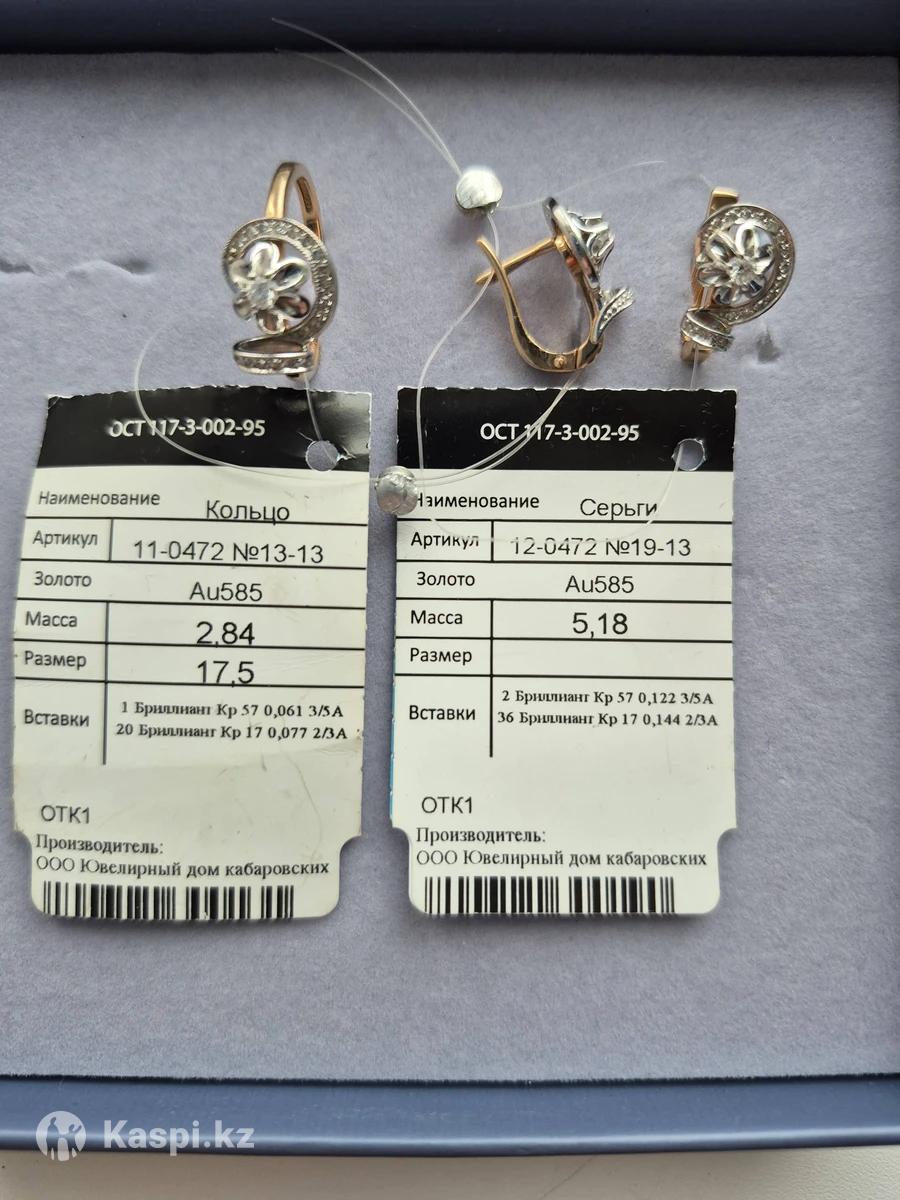 ОСТ 117-3-002-95
Наименование Кольцо
Артикул 11-0472 №13-13
Золото Au585
Масса 2,84
Размер 17,5
Вставки 1 Бриллиант Кр 57 0,061 3/5А
20 Бриллиант Кр 17 0,077 2/3А
ОТК1
Производитель:
ООО Ювелирный дом кабаровских
ОСТ 117-3-002-95
Наименование Серьги
Артикул 12-0472 №19-13
Золото Au585
Масса 5,18
Размер
Вставки 2 Бриллиант Кр 57 0,122 3/5А
36 Бриллиант Кр 17 0,144 2/3А
ОТК1
Производитель:
ООО Ювелирный дом кабаровских
Kaspi.kz